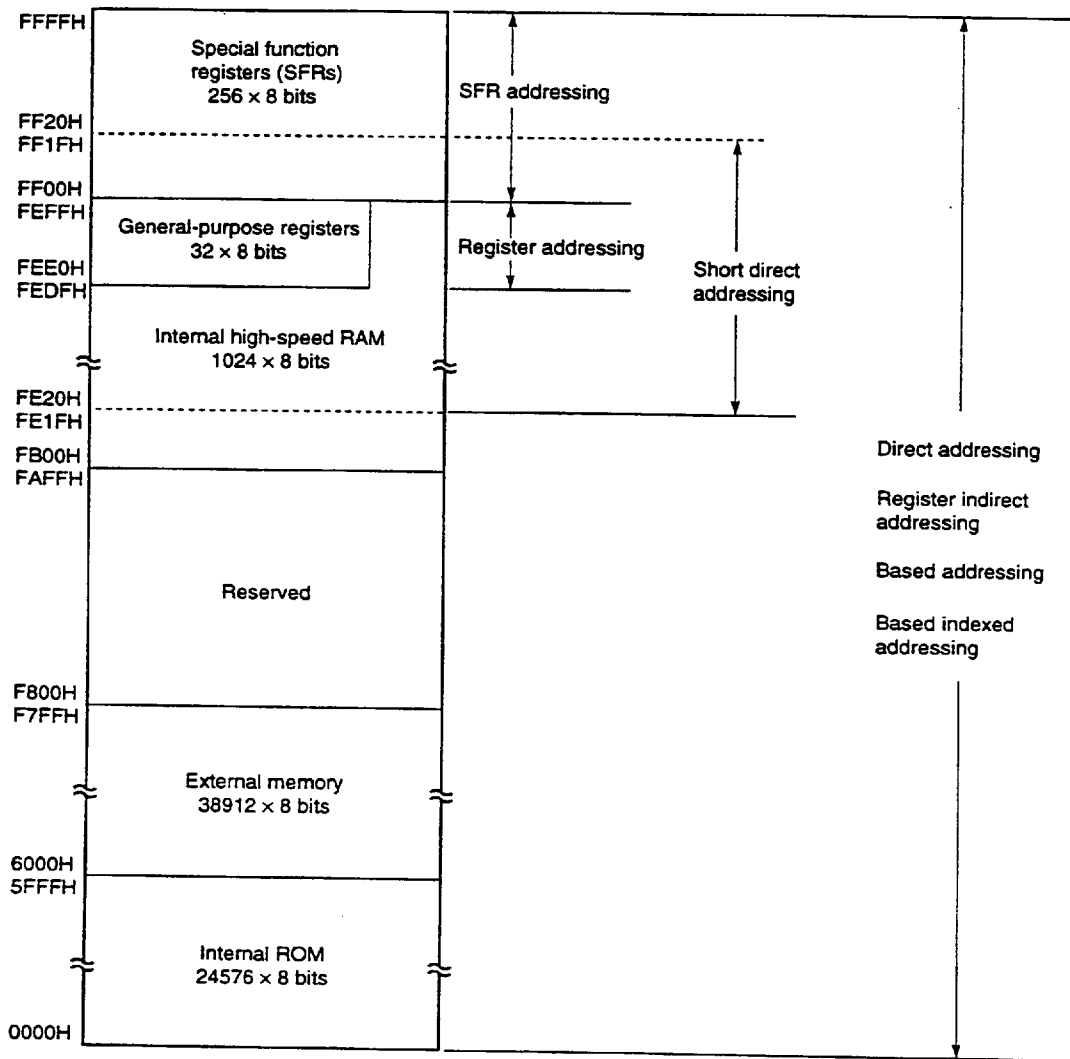 FFFFH
Special function
registers (SFRs)
256 × 8 bits
SFR addressing
FF20H
FF1FH
FF00H
FEFFH
General-purpose registers
32 × 8 bits
Register addressing
FEE0H
FEDFH
Short direct
addressing
Internal high-speed RAM
1024 × 8 bits
FE20H
FE1FH
FB00H
FAFFH
Direct addressing
Register indirect
addressing
Based addressing
Based indexed
addressing
Reserved
F800H
F7FFH
External memory
38912 × 8 bits
6000H
5FFFH
Internal ROM
24576 × 8 bits
0000H